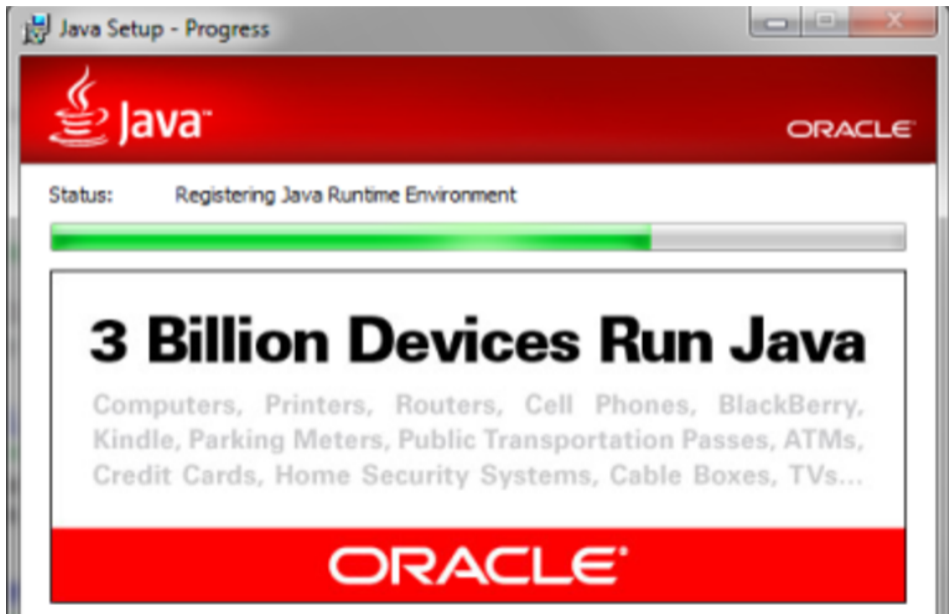 Java Setup - Progress
Java™
ORACLE®
Status: Registering Java Runtime Environment
3 Billion Devices Run Java
Computers, Printers, Routers, Cell Phones, BlackBerry,
Kindle, Parking Meters, Public Transportation Passes, ATMs,
Credit Cards, Home Security Systems, Cable Boxes, TVs...
ORACLE®